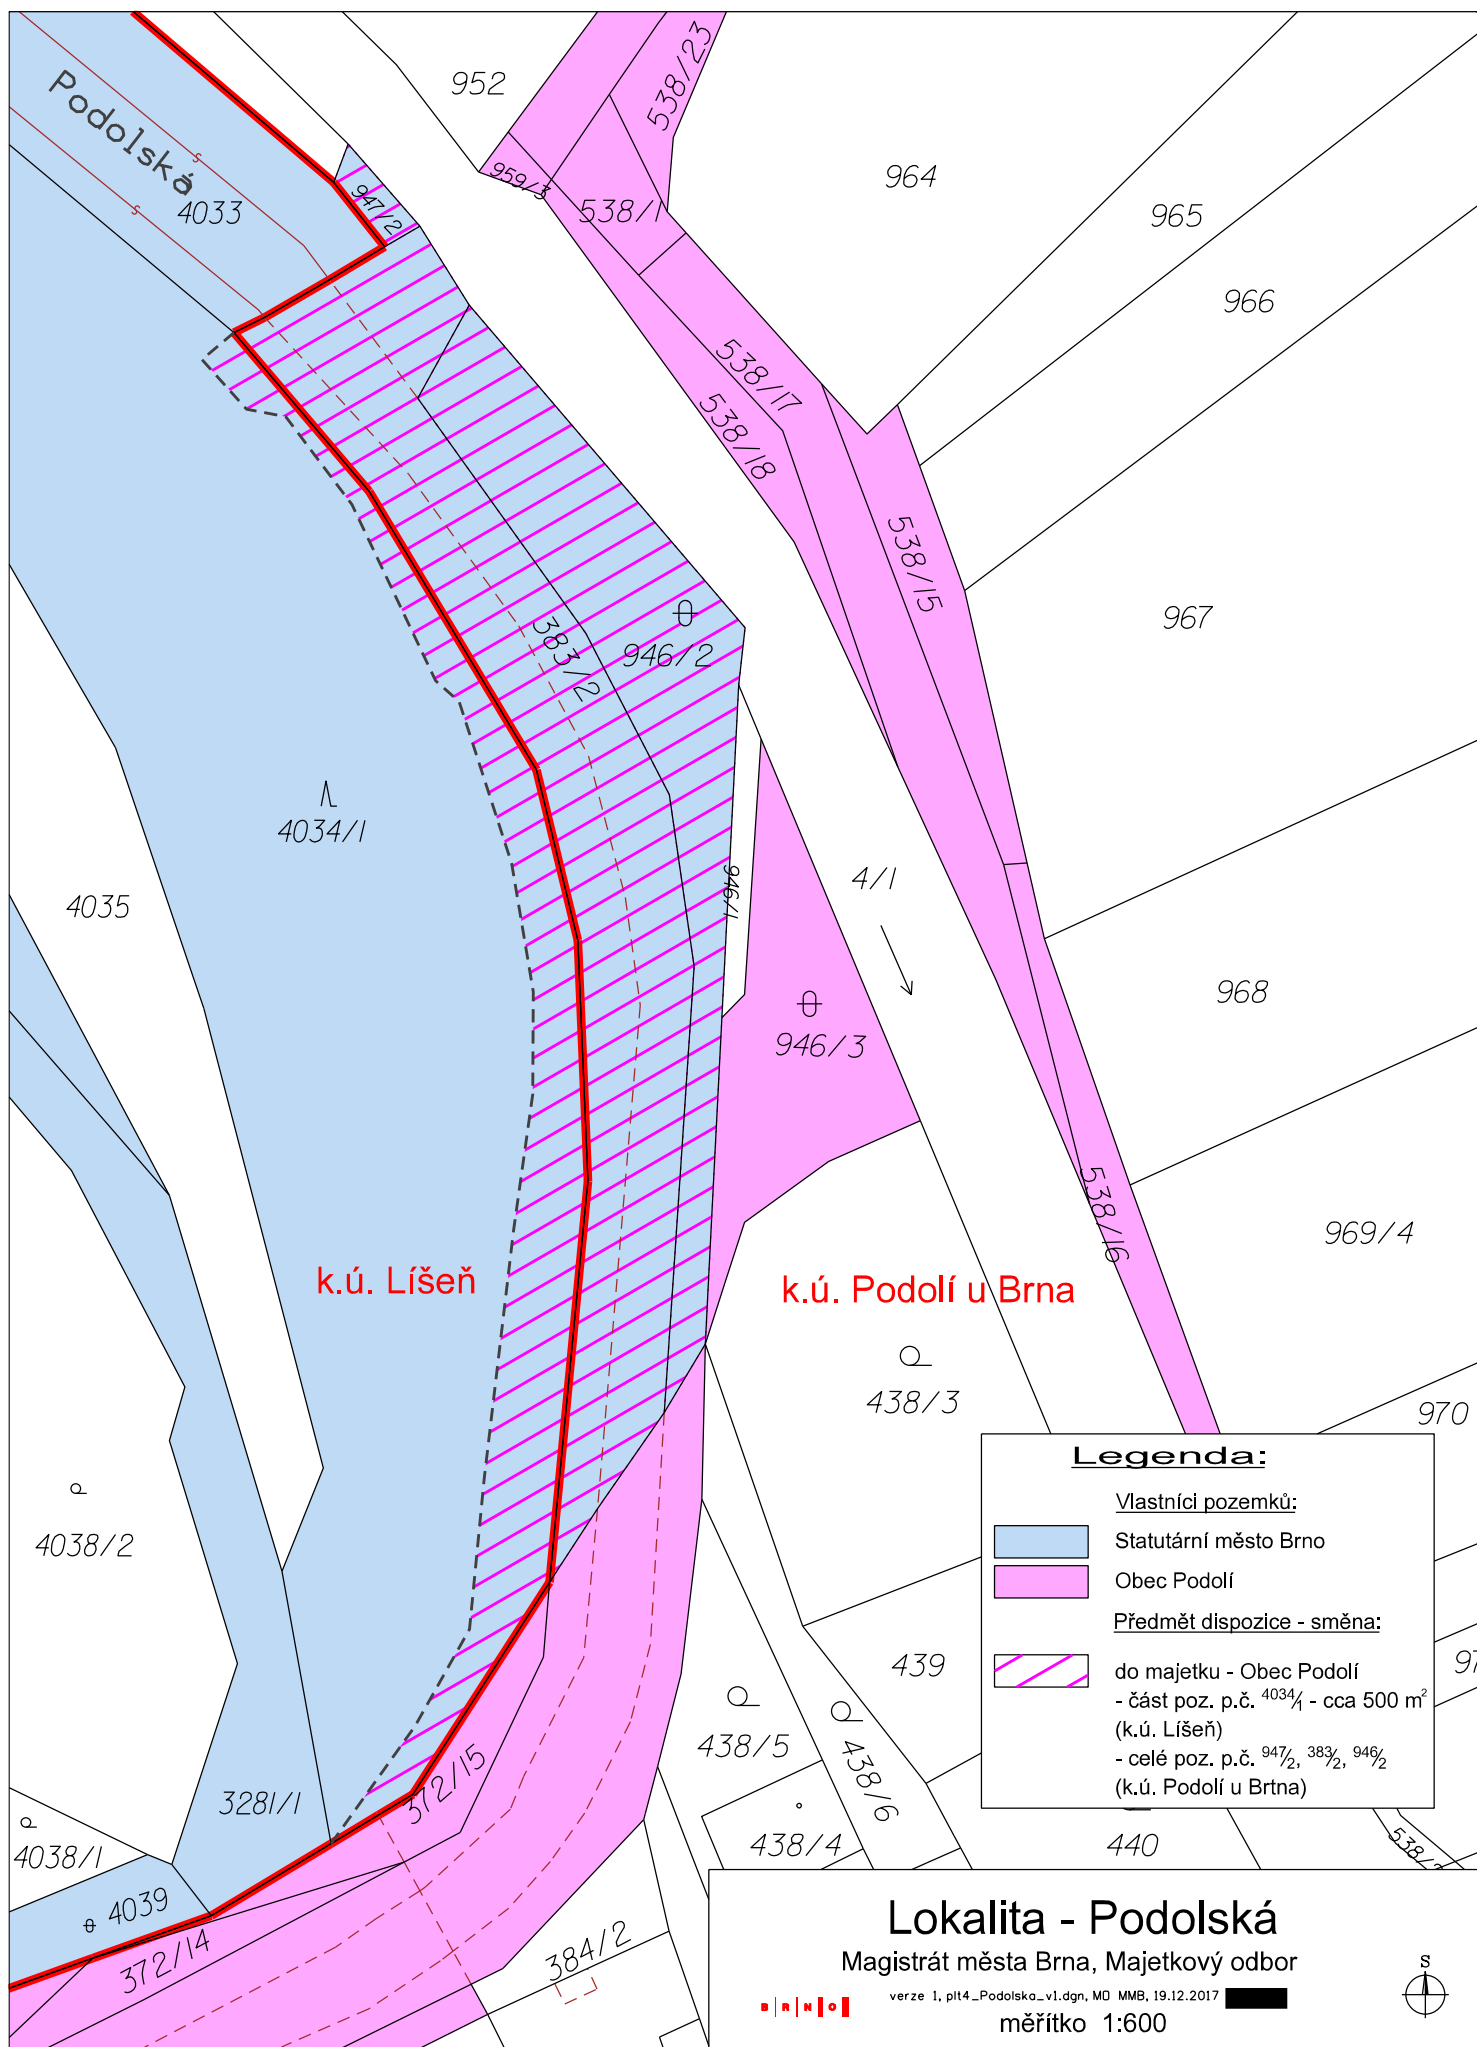 952
538/23
Podolská
4033
947/2
959/3
538/1
964
965
966
538/17
538/18
538/15
967
383/2
946/2
4034/1
4035
946/1
4/1
946/3
968
538/16
969/4
k.ú. Líšeň
k.ú. Podolí u Brna
438/3
970
4038/2
439
438/5
438/6
438/4
440
3281/1
372/15
4038/1
4039
372/14
384/2
Legenda:
Vlastníci pozemků:
Statutární město Brno
Obec Podolí
Předmět dispozice - směna:
do majetku - Obec Podolí
- část poz. p.č. 4034/1 - cca 500 m²
(k.ú. Líšeň)
- celé poz. p.č. 947/2, 383/2, 946/2
(k.ú. Podolí u Brtna)
Lokalita - Podolská
Magistrát města Brna, Majetkový odbor
B R N O
verze 1, plt4_Podolska_v1.dgn, MO MMB, 19.12.2017
měřítko 1:600
S